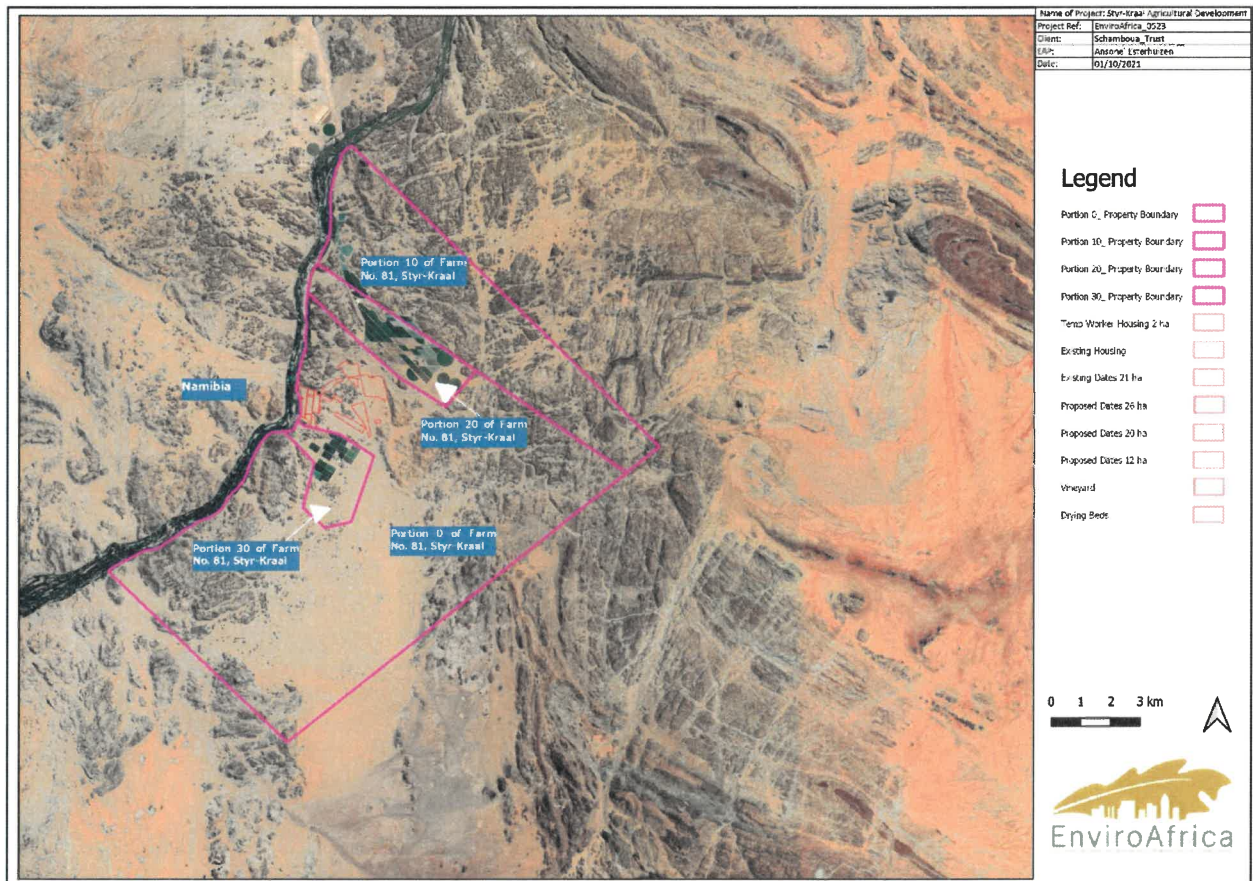 Name of Project: Styr-Kraal Agricultural Development
Project Ref: EnviroAfrica_0523
Client: Schamboua_Trust
EAP: Ansonel Esterhuizen
Date: 01/10/2021
Legend
Portion 0_ Property Boundary
Portion 10_ Property Boundary
Portion 20_ Property Boundary
Portion 30_ Property Boundary
Temp Worker Housing 2 ha
Existing Housing
Existing Dates 21 ha
Proposed Dates 26 ha
Proposed Dates 20 ha
Proposed Dates 12 ha
Vineyard
Drying Beds
Portion 10 of Farm
No. 81, Styr-Kraal
Namibia
Portion 20 of Farm
No. 81, Styr-Kraal
Portion 0 of Farm
No. 81, Styr-Kraal
Portion 30 of Farm
No. 81, Styr-Kraal
0 1 2 3 km
EnviroAfrica